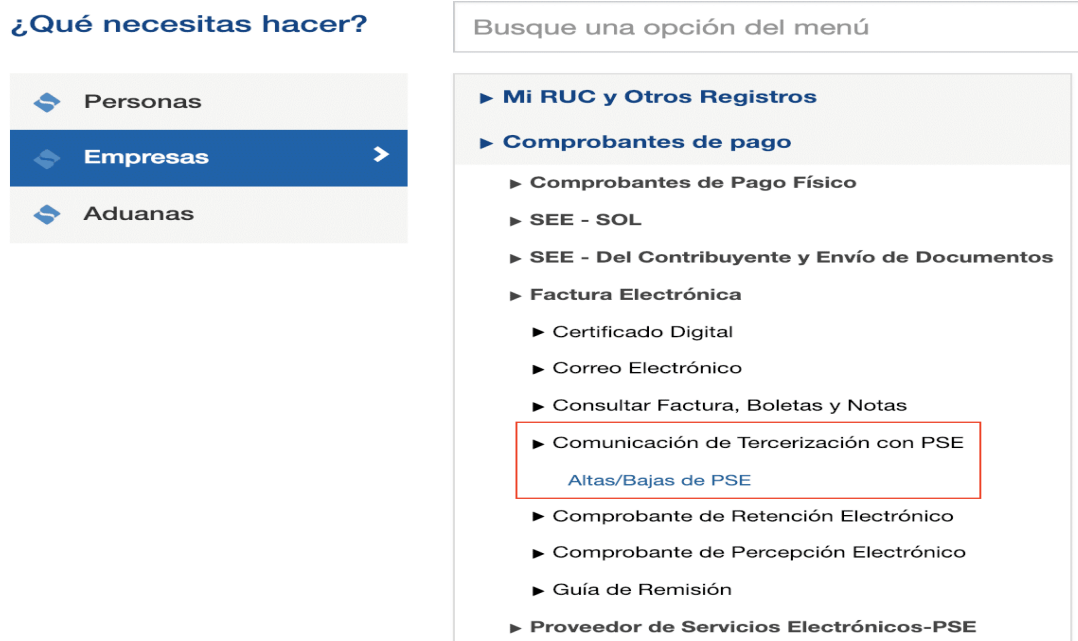 ¿Qué necesitas hacer?
Busque una opción del menú
Personas
Empresas
Aduanas
Mi RUC y Otros Registros
Comprobantes de pago
Comprobantes de Pago Físico
SEE - SOL
SEE - Del Contribuyente y Envío de Documentos
Factura Electrónica
Certificado Digital
Correo Electrónico
Consultar Factura, Boletas y Notas
Comunicación de Tercerización con PSE
Altas/Bajas de PSE
Comprobante de Retención Electrónico
Comprobante de Percepción Electrónico
Guía de Remisión
Proveedor de Servicios Electrónicos-PSE